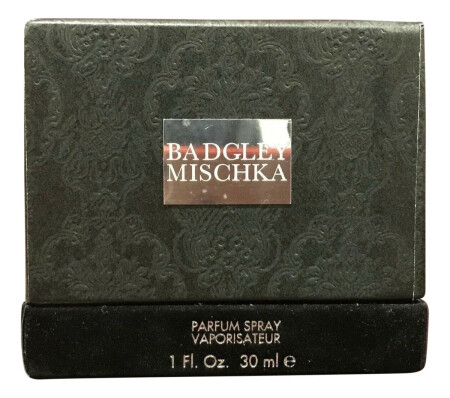 BADGLEY
MISCHKA
PARFUM SPRAY
VAPORISATEUR
1 Fl. Oz. 30 ml ℮